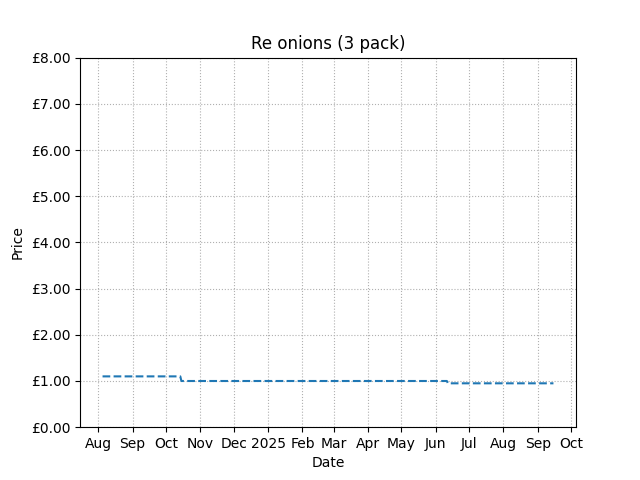 Re onions (3 pack)
£8.00
£7.00
£6.00
£5.00
£4.00
£3.00
£2.00
£1.00
£0.00
Price
Aug Sep Oct Nov Dec 2025 Feb Mar Apr May Jun Jul Aug Sep Oct
Date